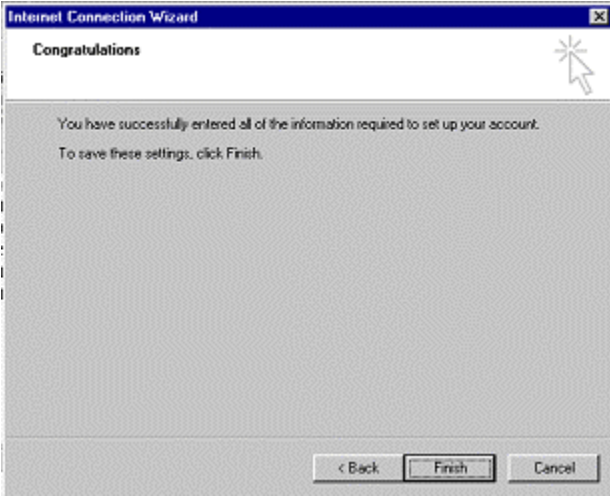 Internet Connection Wizard
Congratulations
You have successfully entered all of the information required to set up your account.
To save these settings, click Finish.
< Back
Finish
Cancel